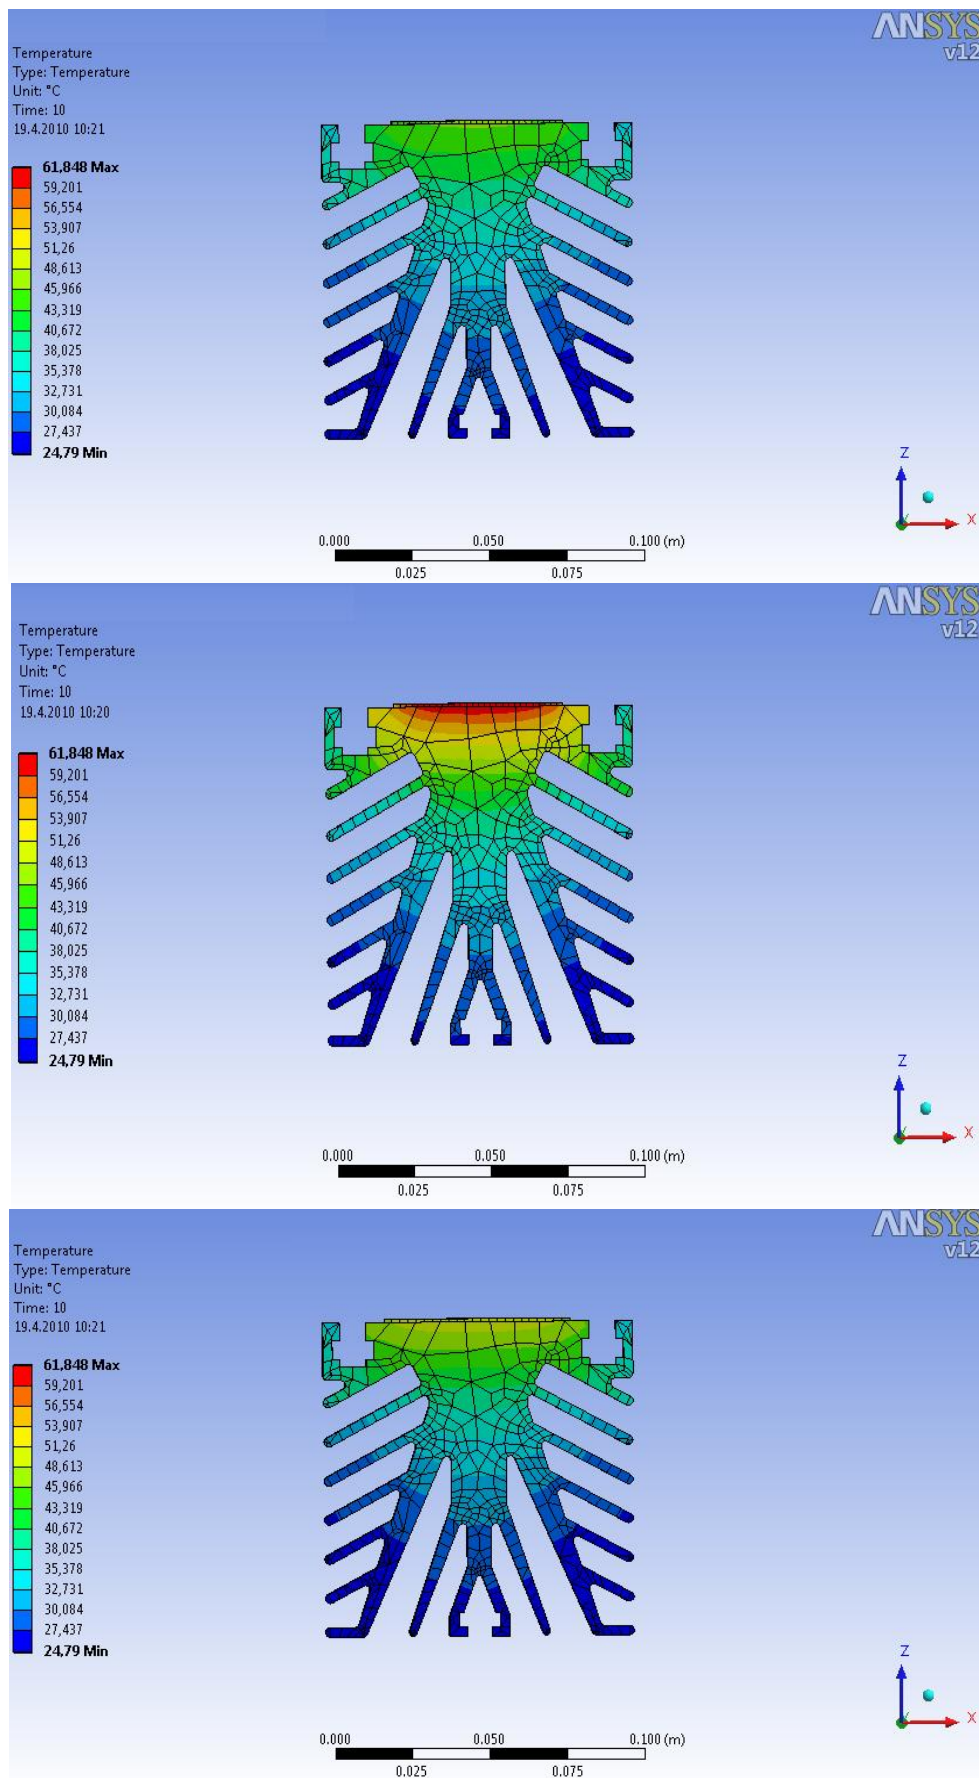 ANSYS
v12
Temperature
Type: Temperature
Unit: °C
Time: 10
19.4.2010 10:21
61,848 Max
59,201
56,554
53,907
51,26
48,613
45,966
43,319
40,672
38,025
35,378
32,731
30,084
27,437
24,79 Min
Z
X
0.000 0.050 0.100 (m)
0.025 0.075
ANSYS
v12
Temperature
Type: Temperature
Unit: °C
Time: 10
19.4.2010 10:20
61,848 Max
59,201
56,554
53,907
51,26
48,613
45,966
43,319
40,672
38,025
35,378
32,731
30,084
27,437
24,79 Min
Z
X
0.000 0.050 0.100 (m)
0.025 0.075
ANSYS
v12
Temperature
Type: Temperature
Unit: °C
Time: 10
19.4.2010 10:21
61,848 Max
59,201
56,554
53,907
51,26
48,613
45,966
43,319
40,672
38,025
35,378
32,731
30,084
27,437
24,79 Min
Z
X
0.000 0.050 0.100 (m)
0.025 0.075